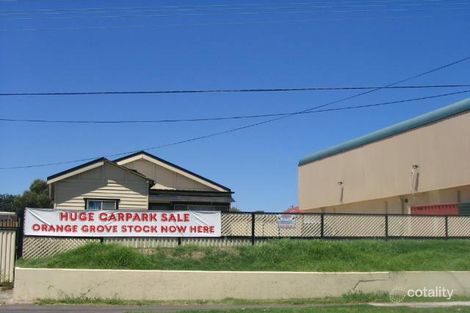 HUGE CARPARK SALE
ORANGE GROVE STOCK NOW HERE
cotality